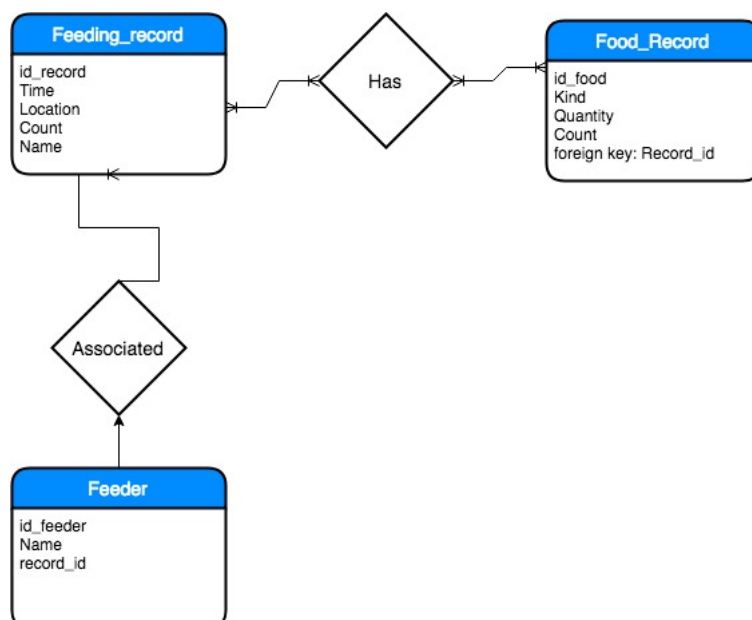 Feeding_record
id_record
Time
Location
Count
Name
Has
Food_Record
id_food
Kind
Quantity
Count
foreign key: Record_id
Associated
Feeder
id_feeder
Name
record_id